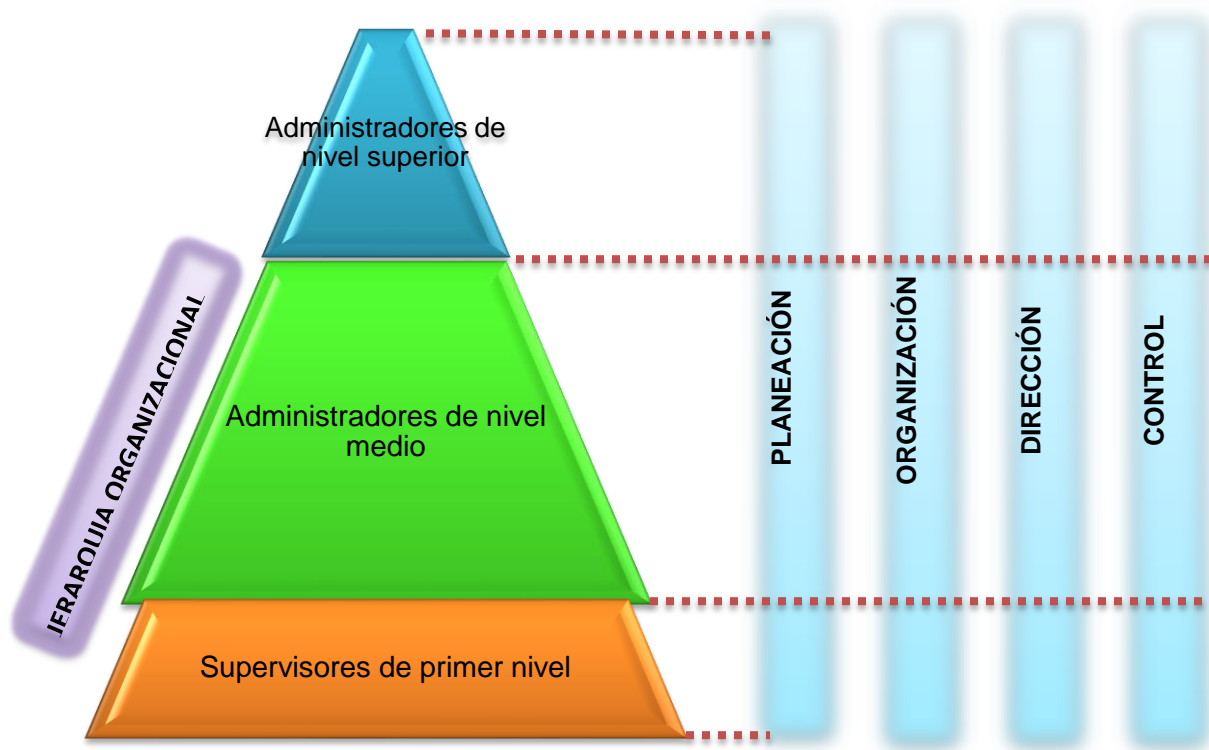 Administradores de
nivel superior
JERARQUIA ORGANIZACIONAL
Administradores de nivel
medio
Supervisores de primer nivel
PLANEACIÓN
ORGANIZACIÓN
DIRECCIÓN
CONTROL